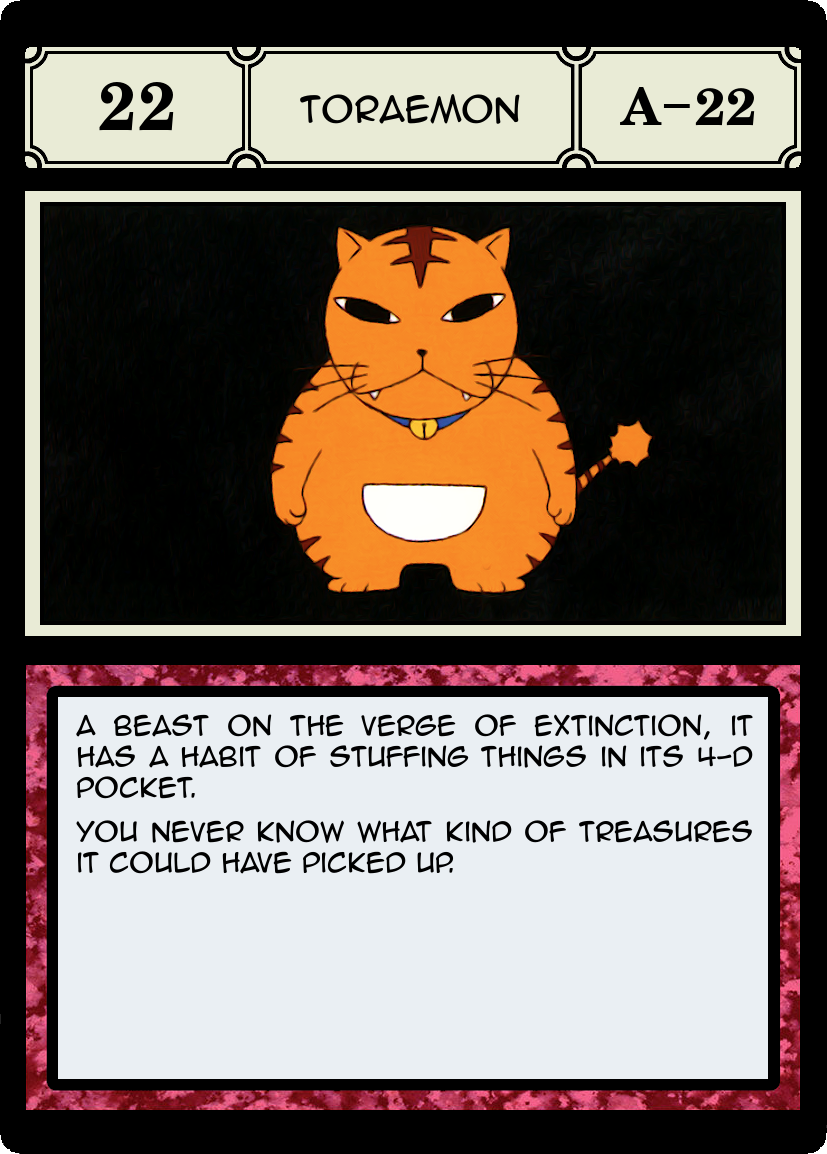 22
TORAEMON
A-22
A BEAST ON THE VERGE OF EXTINCTION, IT
HAS A HABIT OF STUFFING THINGS IN ITS 4-D
POCKET.
YOU NEVER KNOW WHAT KIND OF TREASURES
IT COULD HAVE PICKED UP.